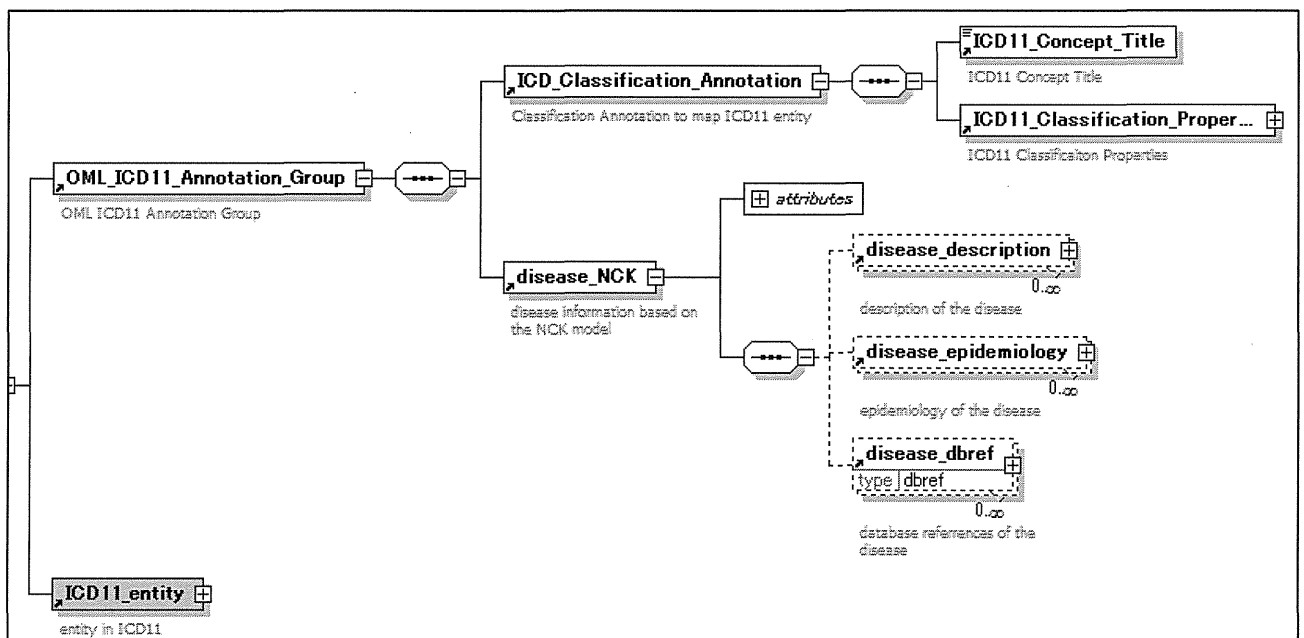 ICD11_Concept_Title
ICD11 Concept Title
ICD_Classification_Annotation
Classification Annotation to map ICD11 entity
ICD11_Classification_Proper...
ICD11 Classificaiton Properties
OML_ICD11_Annotation_Group
OML ICD11 Annotation Group
attributes
disease_description
0..∞
description of the disease
disease_NCK
disease information based on
the NCK model
disease_epidemiology
0..∞
epidemiology of the disease
disease_dbref
type dbref
0..∞
database referrences of the
disease
ICD11_entity
entity in ICD11